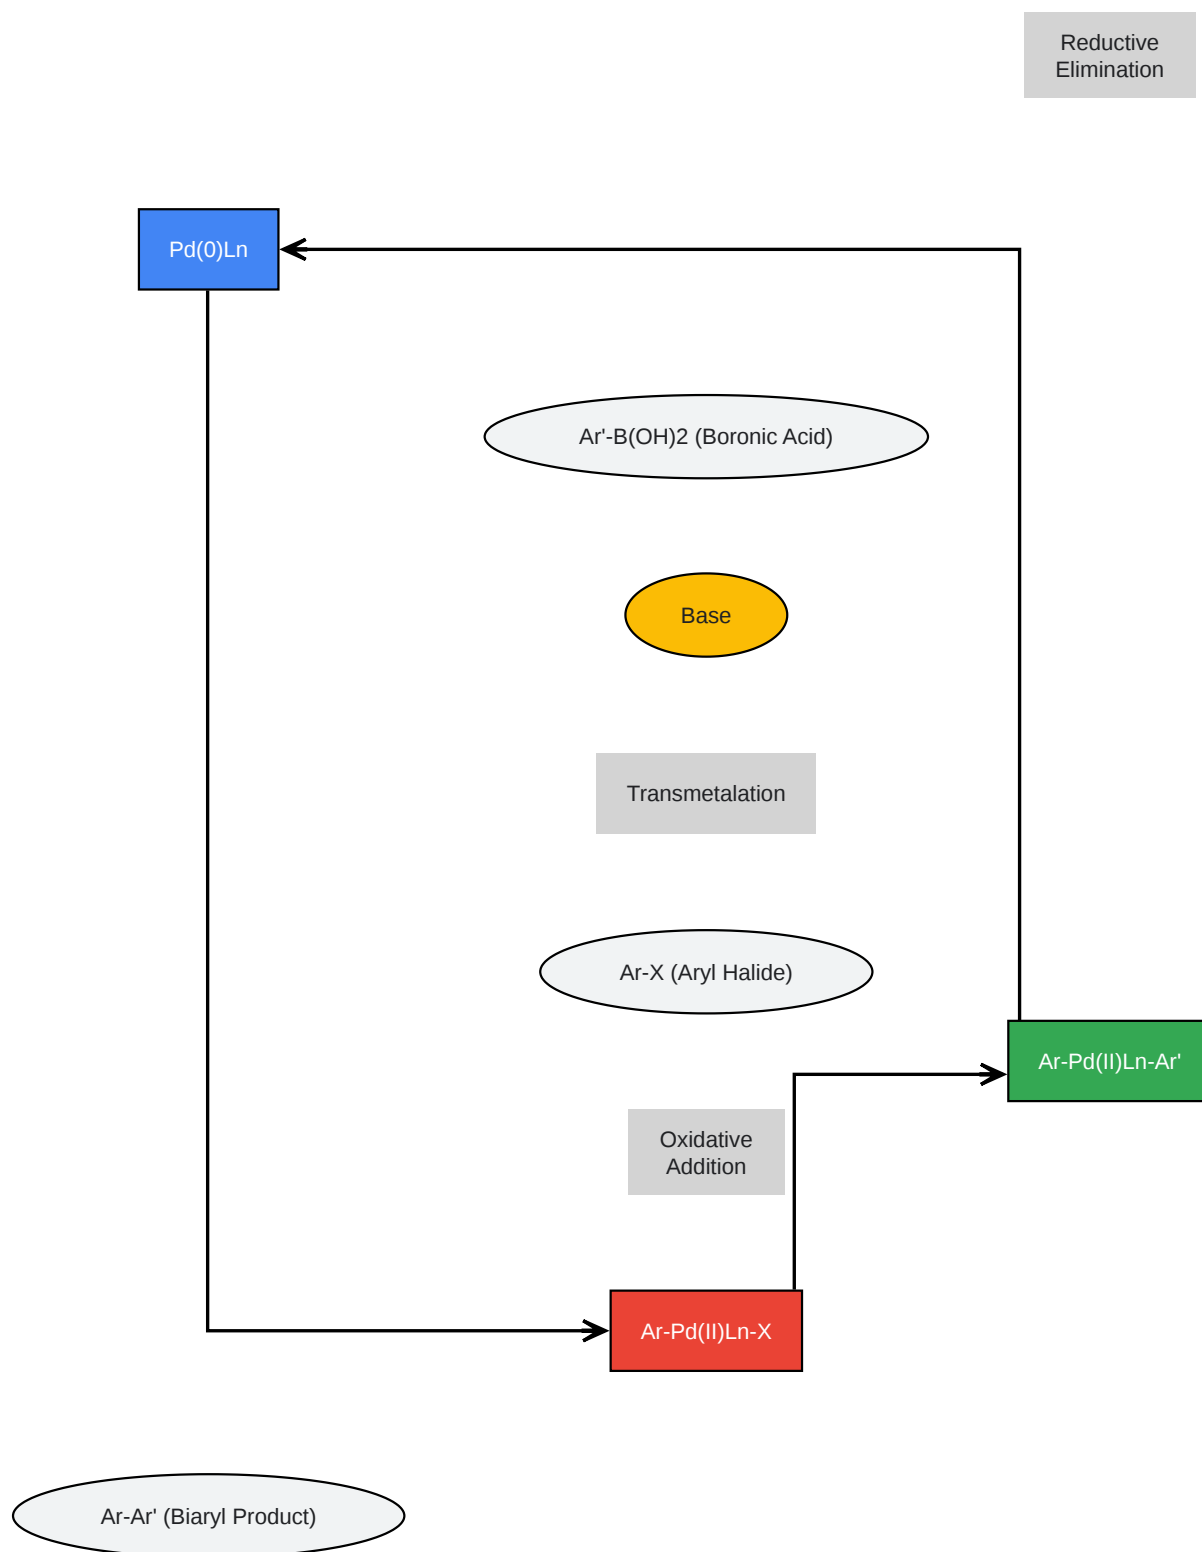 Reductive
Elimination
Pd(0)Ln
Ar'-B(OH)2 (Boronic Acid)
Base
Transmetalation
Ar-X (Aryl Halide)
Ar-Pd(II)Ln-Ar'
Oxidative
Addition
Ar-Pd(II)Ln-X
Ar-Ar' (Biaryl Product)